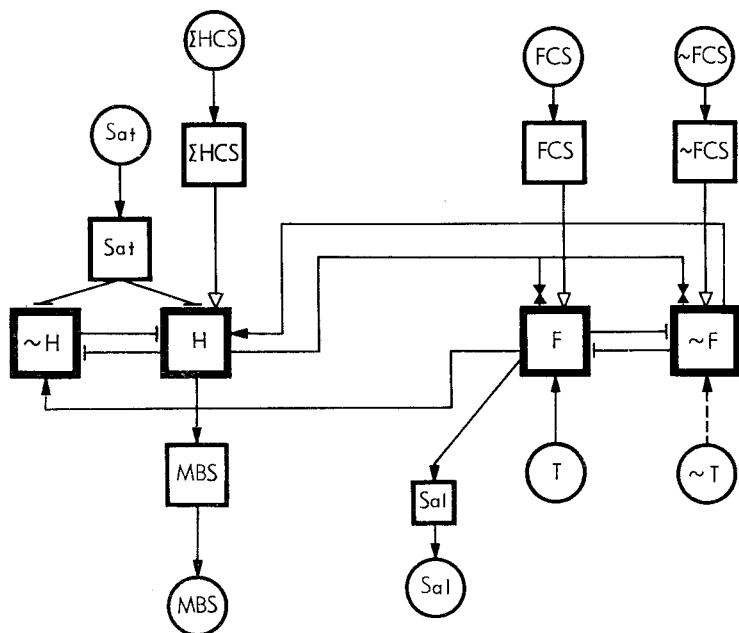 ΣHCS
FCS
~FCS
Sat
ΣHCS
FCS
~FCS
Sat
~H
H
F
~F
MBS
Sal
T
~T
MBS
Sal